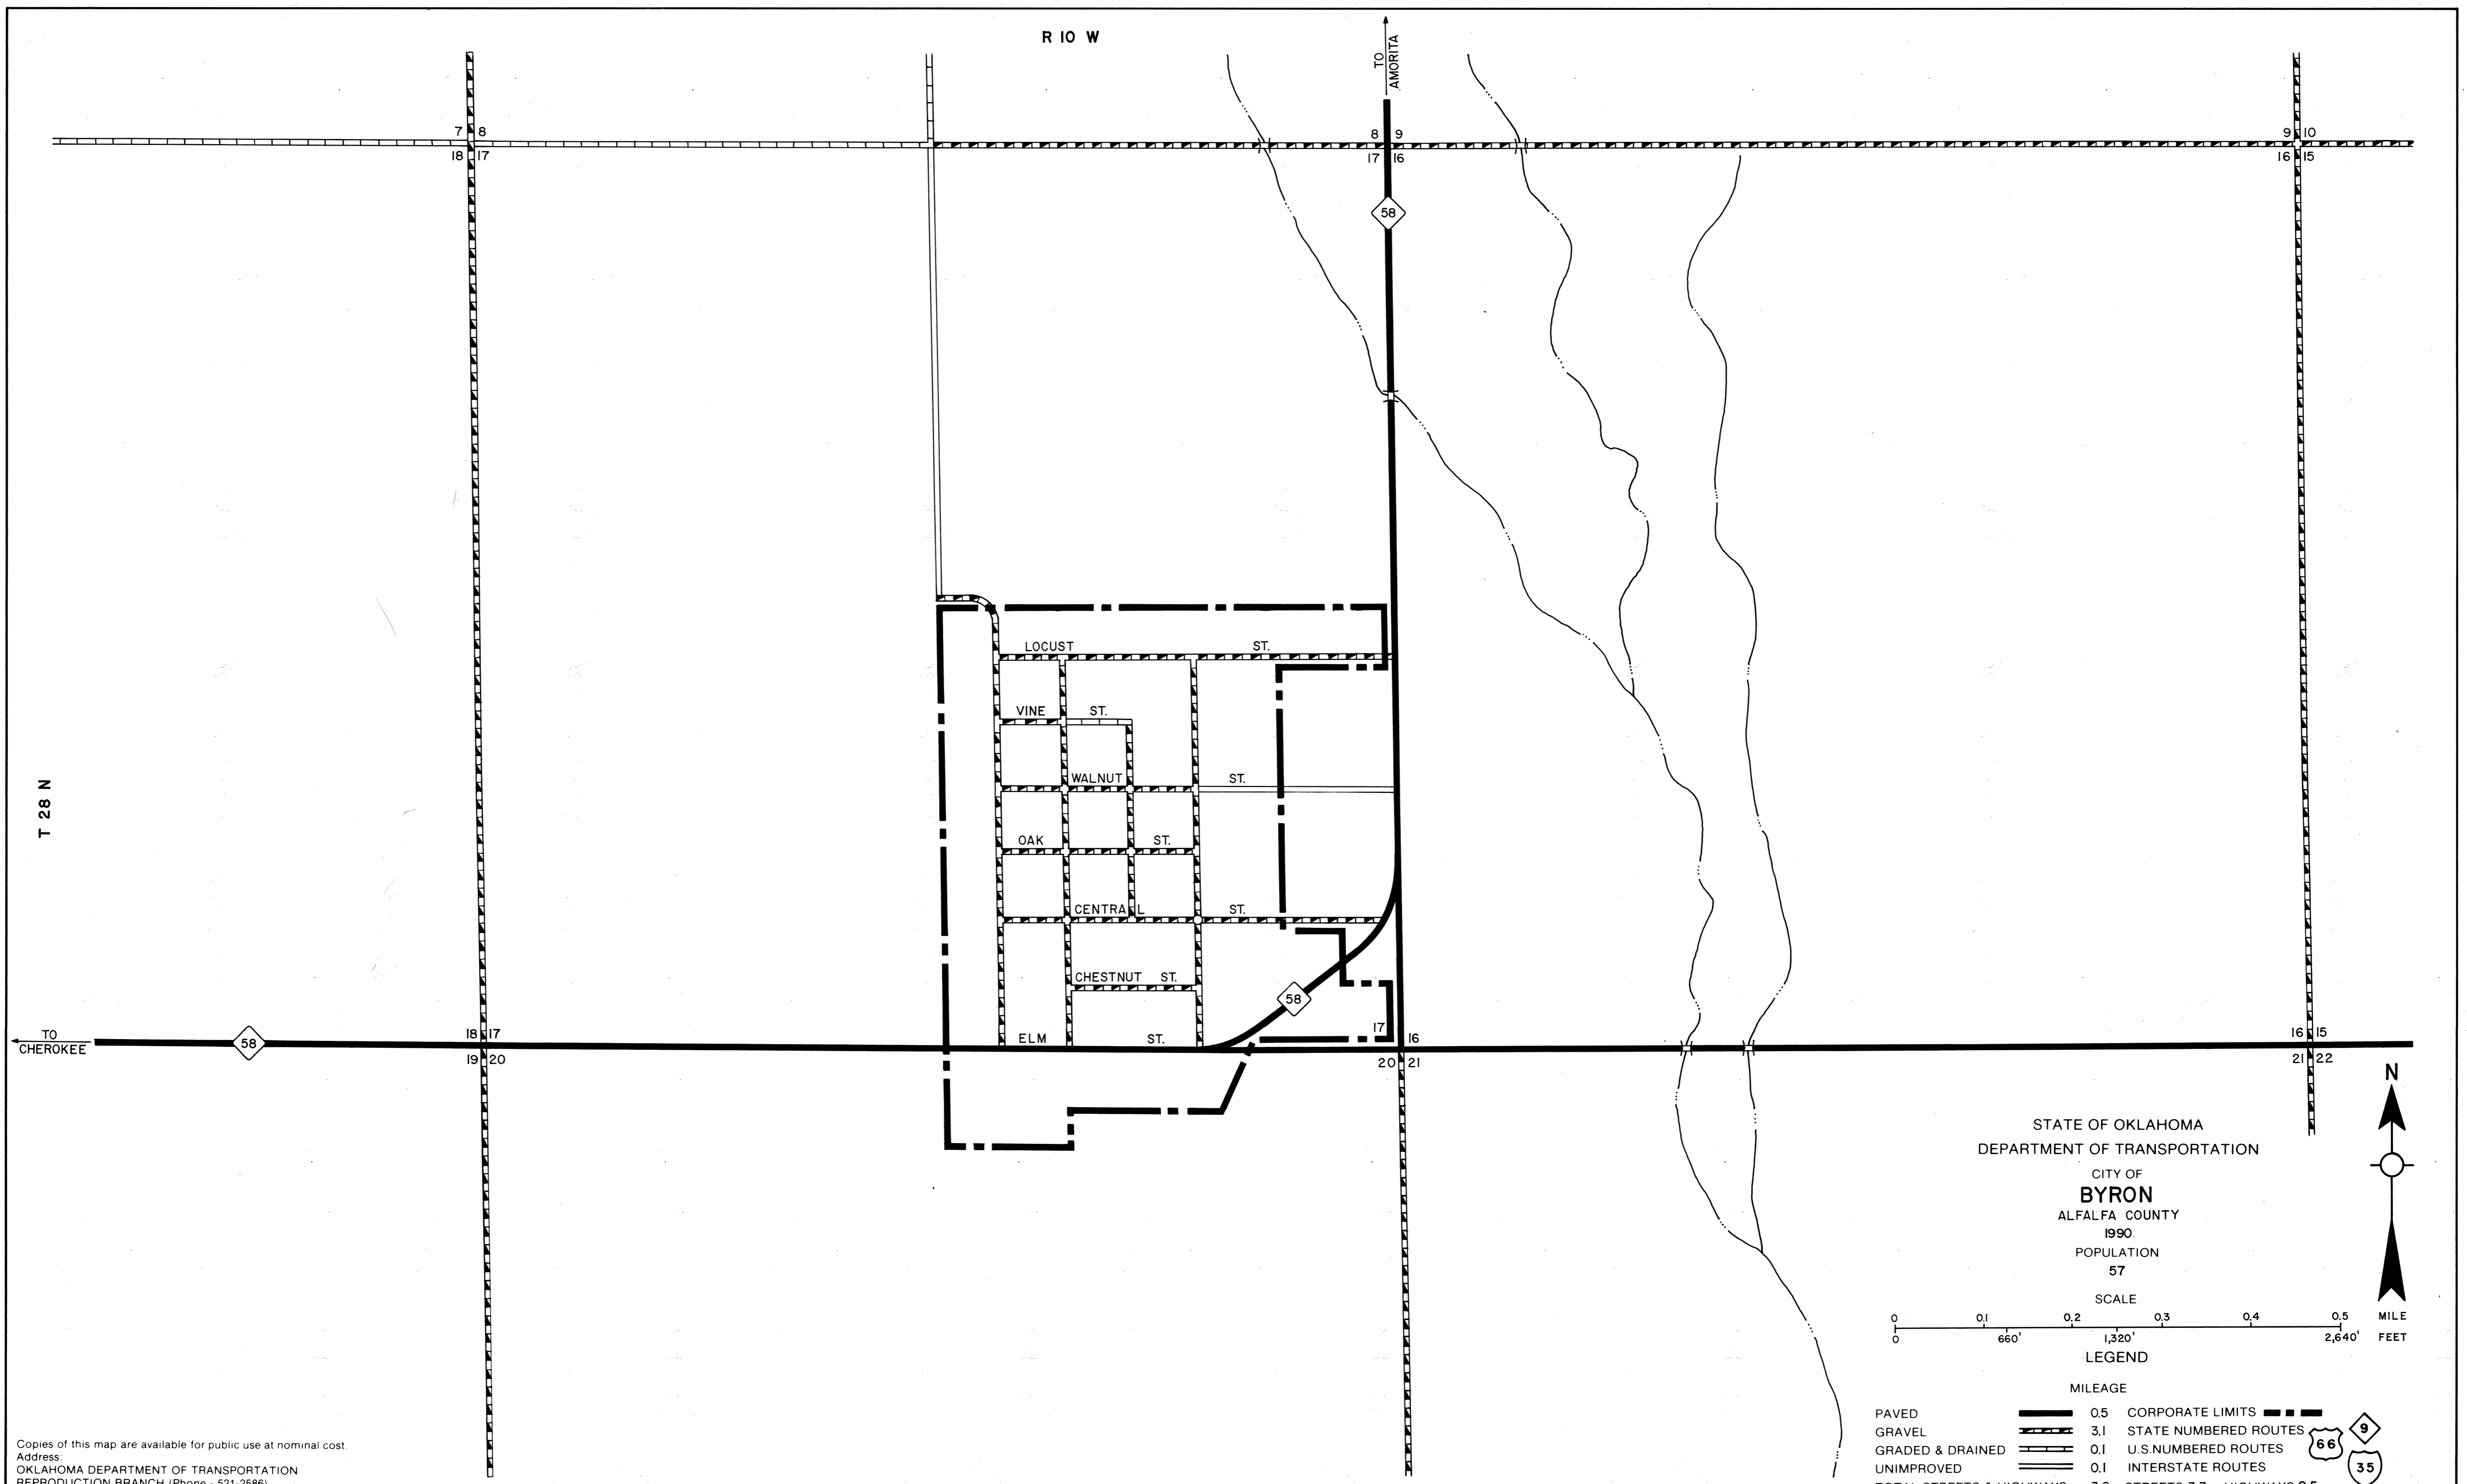 R 10 W
TO
AMORITA
7 8
18 17
8 9
17 16
9 10
16 15
58
LOCUST ST.
VINE ST.
WALNUT ST.
T 28 N
OAK ST.
CENTRAL ST.
CHESTNUT ST.
58
ELM ST.
TO
CHEROKEE
58
18 17
19 20
17 16
20 21
16 15
21 22
N
STATE OF OKLAHOMA
DEPARTMENT OF TRANSPORTATION
CITY OF
BYRON
ALFALFA COUNTY
1990
POPULATION
57
SCALE
0 0.1 0.2 0.3 0.4 0.5 MILE
0 660' 1,320' 2,640' FEET
LEGEND
MILEAGE
PAVED 0.5 CORPORATE LIMITS
GRAVEL 3.1 STATE NUMBERED ROUTES 9
GRADED & DRAINED 0.1 U.S. NUMBERED ROUTES 66
UNIMPROVED 0.1 INTERSTATE ROUTES 35
Copies of this map are available for public use at nominal cost.
Address:
OKLAHOMA DEPARTMENT OF TRANSPORTATION
REPRODUCTION BRANCH (Phone - 521-2586)